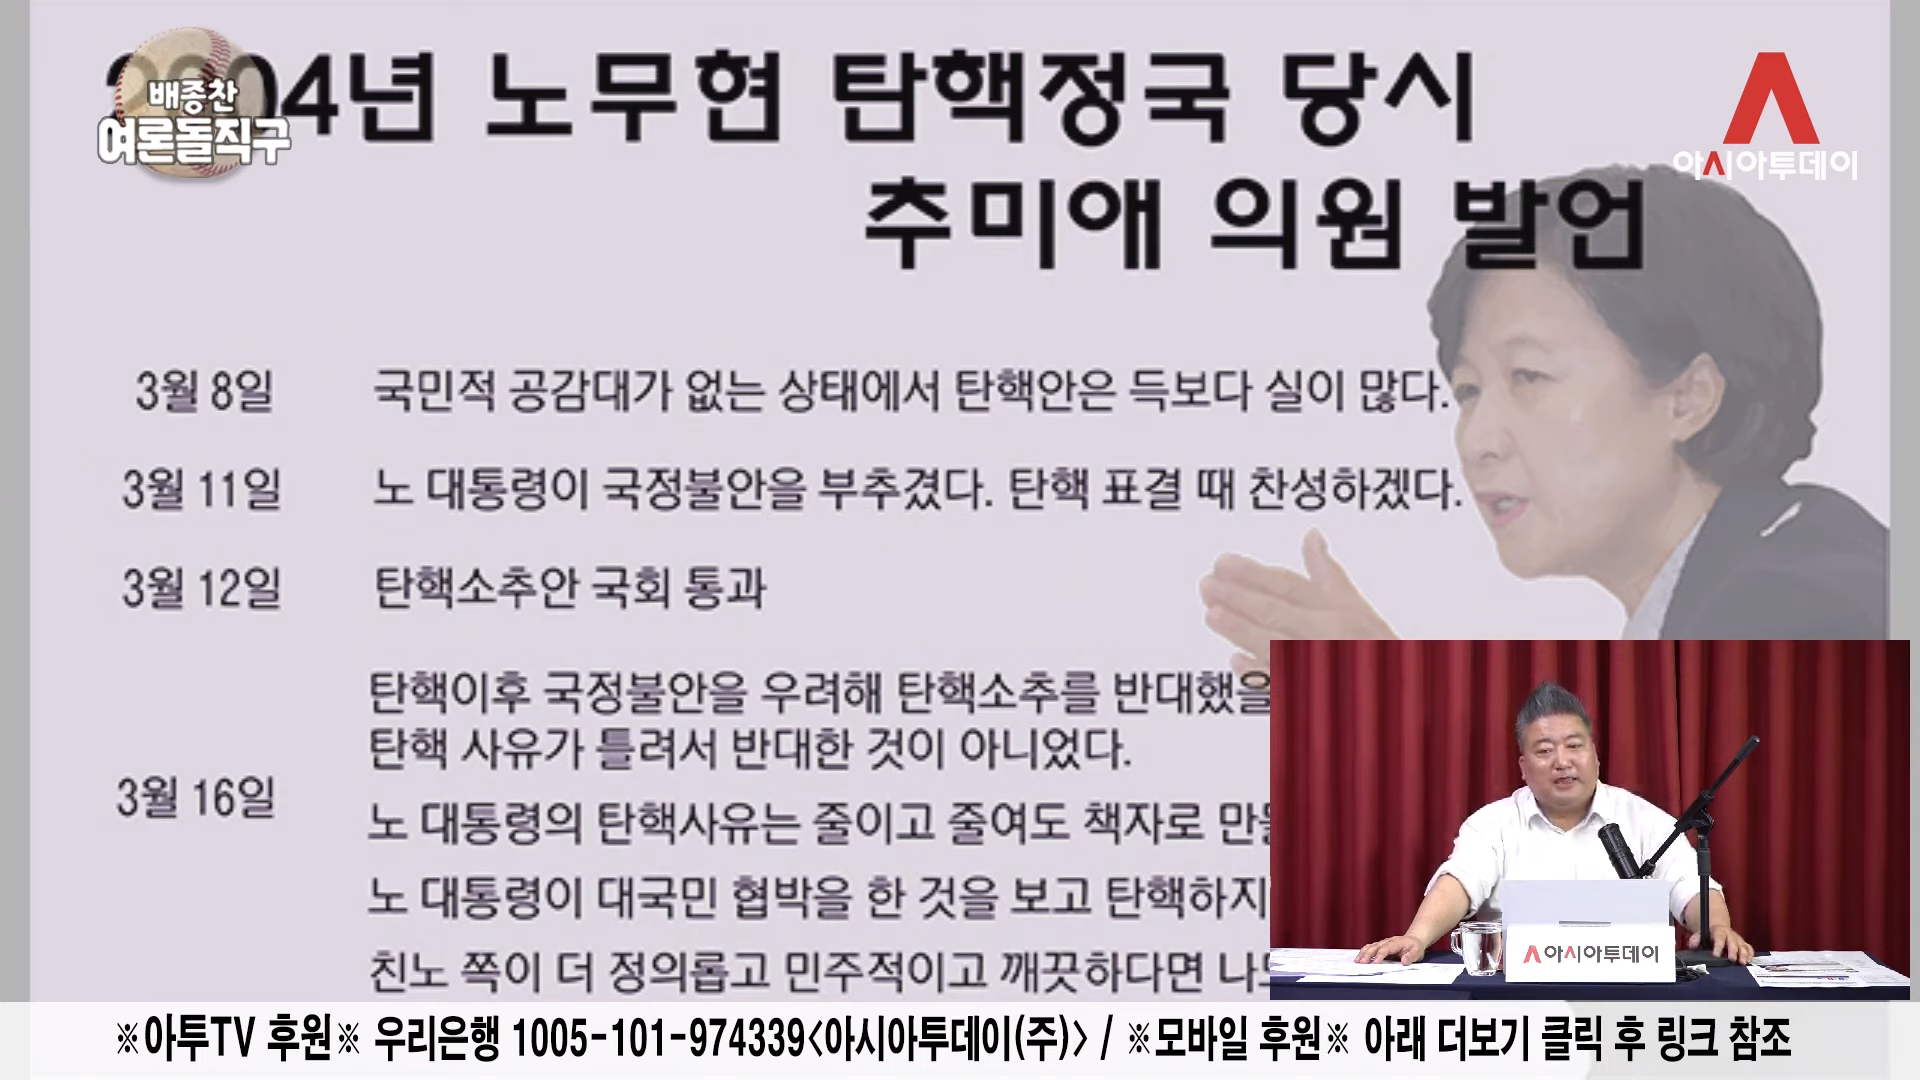 배종찬
여론돌직구
2004년 노무현 탄핵정국 당시
추미애 의원 발언
아시아투데이
3월 8일 국민적 공감대가 없는 상태에서 탄핵안은 득보다 실이 많다.
3월 11일 노 대통령이 국정불안을 부추겼다. 탄핵 표결 때 찬성하겠다.
3월 12일 탄핵소추안 국회 통과
3월 16일
탄핵이후 국정불안을 우려해 탄핵소추를 반대했을
탄핵 사유가 틀려서 반대한 것이 아니었다.
노 대통령의 탄핵사유는 줄이고 줄여도 책자로
노 대통령이 대국민 협박을 한 것을 보고 탄핵하지
친노 쪽이 더 정의롭고 민주적이고 깨끗하다면
아시아투데이
※아투TV 후원※ 우리은행 1005-101-974339<아시아투데이(주)> / ※모바일 후원※ 아래 더보기 클릭 후 링크 참조